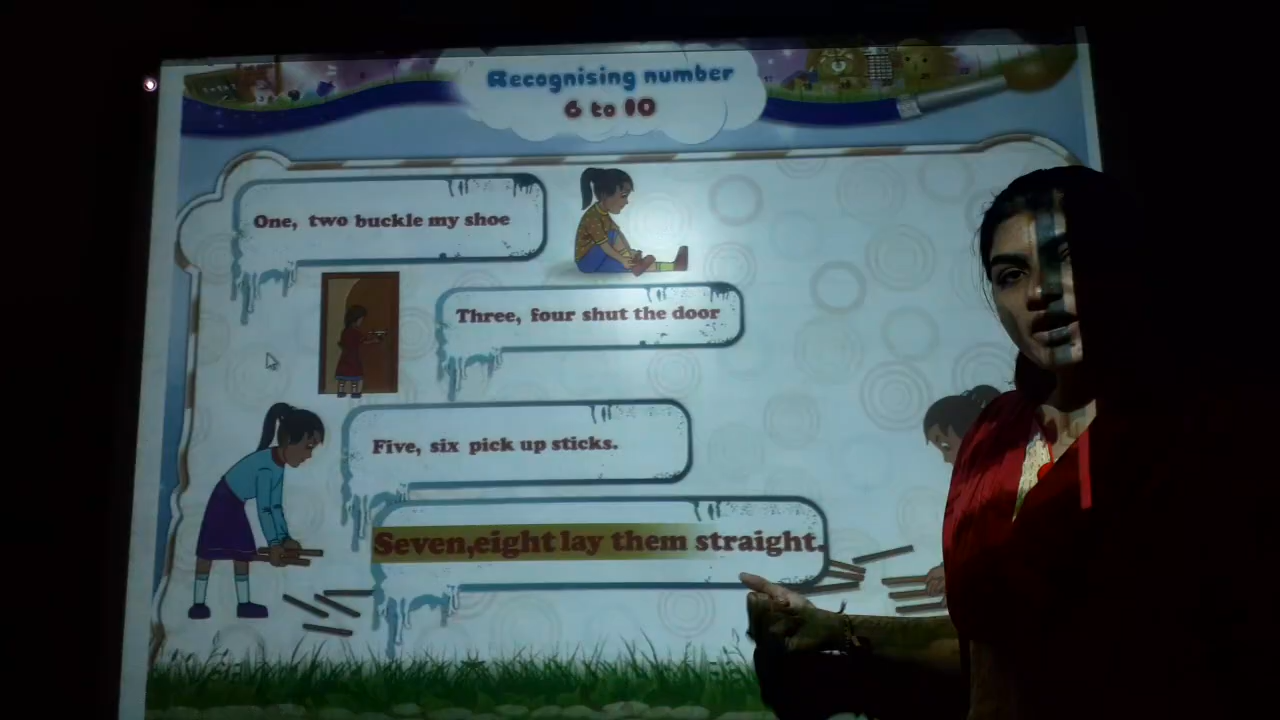 Recognising number
6 to 10
One, two buckle my shoe
Three, four shut the door
Five, six pick up sticks.
Seven,eight lay them straight.